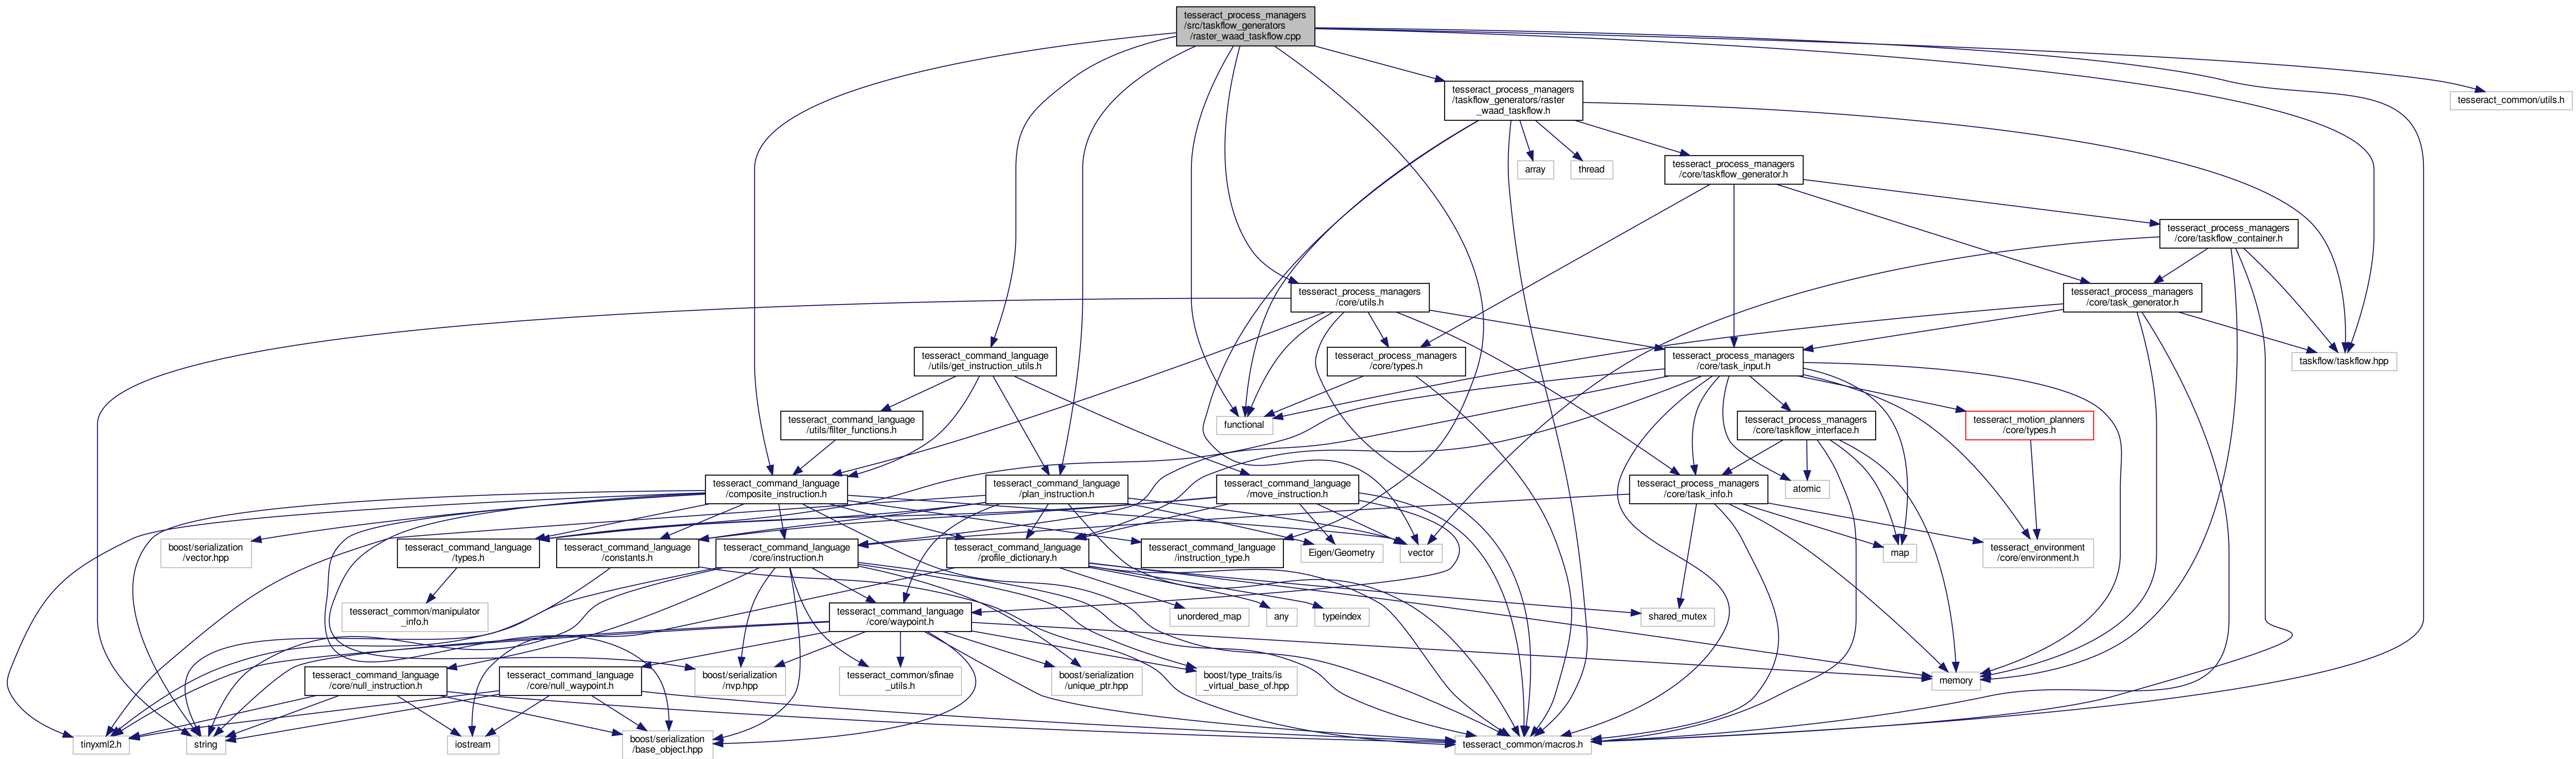 tesseract_process_managers
/src/taskflow_generators
/raster_waad_taskflow.cpp
tesseract_process_managers
/taskflow_generators/raster
_waad_taskflow.h
tesseract_common/utils.h
array
thread
tesseract_process_managers
/core/taskflow_generator.h
tesseract_process_managers
/core/taskflow_container.h
tesseract_process_managers
/core/utils.h
tesseract_process_managers
/core/task_generator.h
tesseract_command_language
/utils/get_instruction_utils.h
tesseract_process_managers
/core/types.h
tesseract_process_managers
/core/task_input.h
taskflow/taskflow.hpp
tesseract_command_language
/utils/filter_functions.h
functional
tesseract_process_managers
/core/taskflow_interface.h
tesseract_motion_planners
/core/types.h
tesseract_command_language
/composite_instruction.h
tesseract_command_language
/plan_instruction.h
tesseract_command_language
/move_instruction.h
tesseract_process_managers
/core/task_info.h
atomic
boost/serialization
/vector.hpp
tesseract_command_language
/types.h
tesseract_command_language
/constants.h
tesseract_command_language
/core/instruction.h
tesseract_command_language
/profile_dictionary.h
tesseract_command_language
/instruction_type.h
Eigen/Geometry
vector
map
tesseract_environment
/core/environment.h
tesseract_common/manipulator
_info.h
tesseract_command_language
/core/waypoint.h
unordered_map
any
typeindex
shared_mutex
tesseract_command_language
/core/null_instruction.h
tesseract_command_language
/core/null_waypoint.h
boost/serialization
/nvp.hpp
tesseract_common/sfinae
_utils.h
boost/serialization
/unique_ptr.hpp
boost/type_traits/is
_virtual_base_of.hpp
memory
tinyxml2.h
string
iostream
boost/serialization
/base_object.hpp
tesseract_common/macros.h